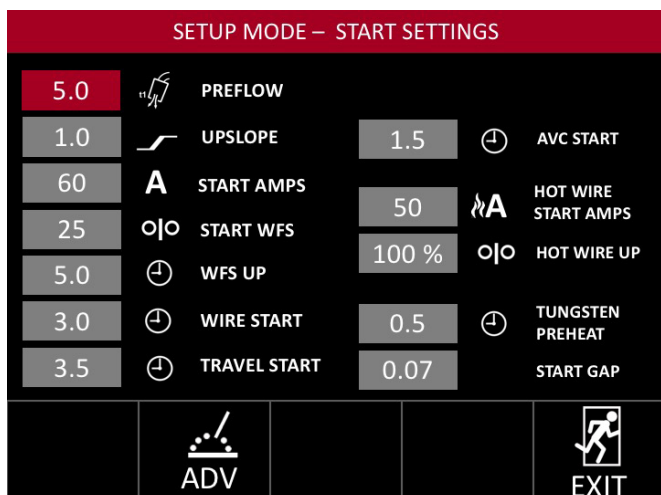 SETUP MODE – START SETTINGS
5.0 t1 PREFLOW
1.0 UPSLOPE
60 A START AMPS
25 START WFS
5.0 WFS UP
3.0 WIRE START
3.5 TRAVEL START
1.5 AVC START
50 A HOT WIRE
START AMPS
100 % HOT WIRE UP
0.5 TUNGSTEN
PREHEAT
0.07 START GAP
ADV
EXIT